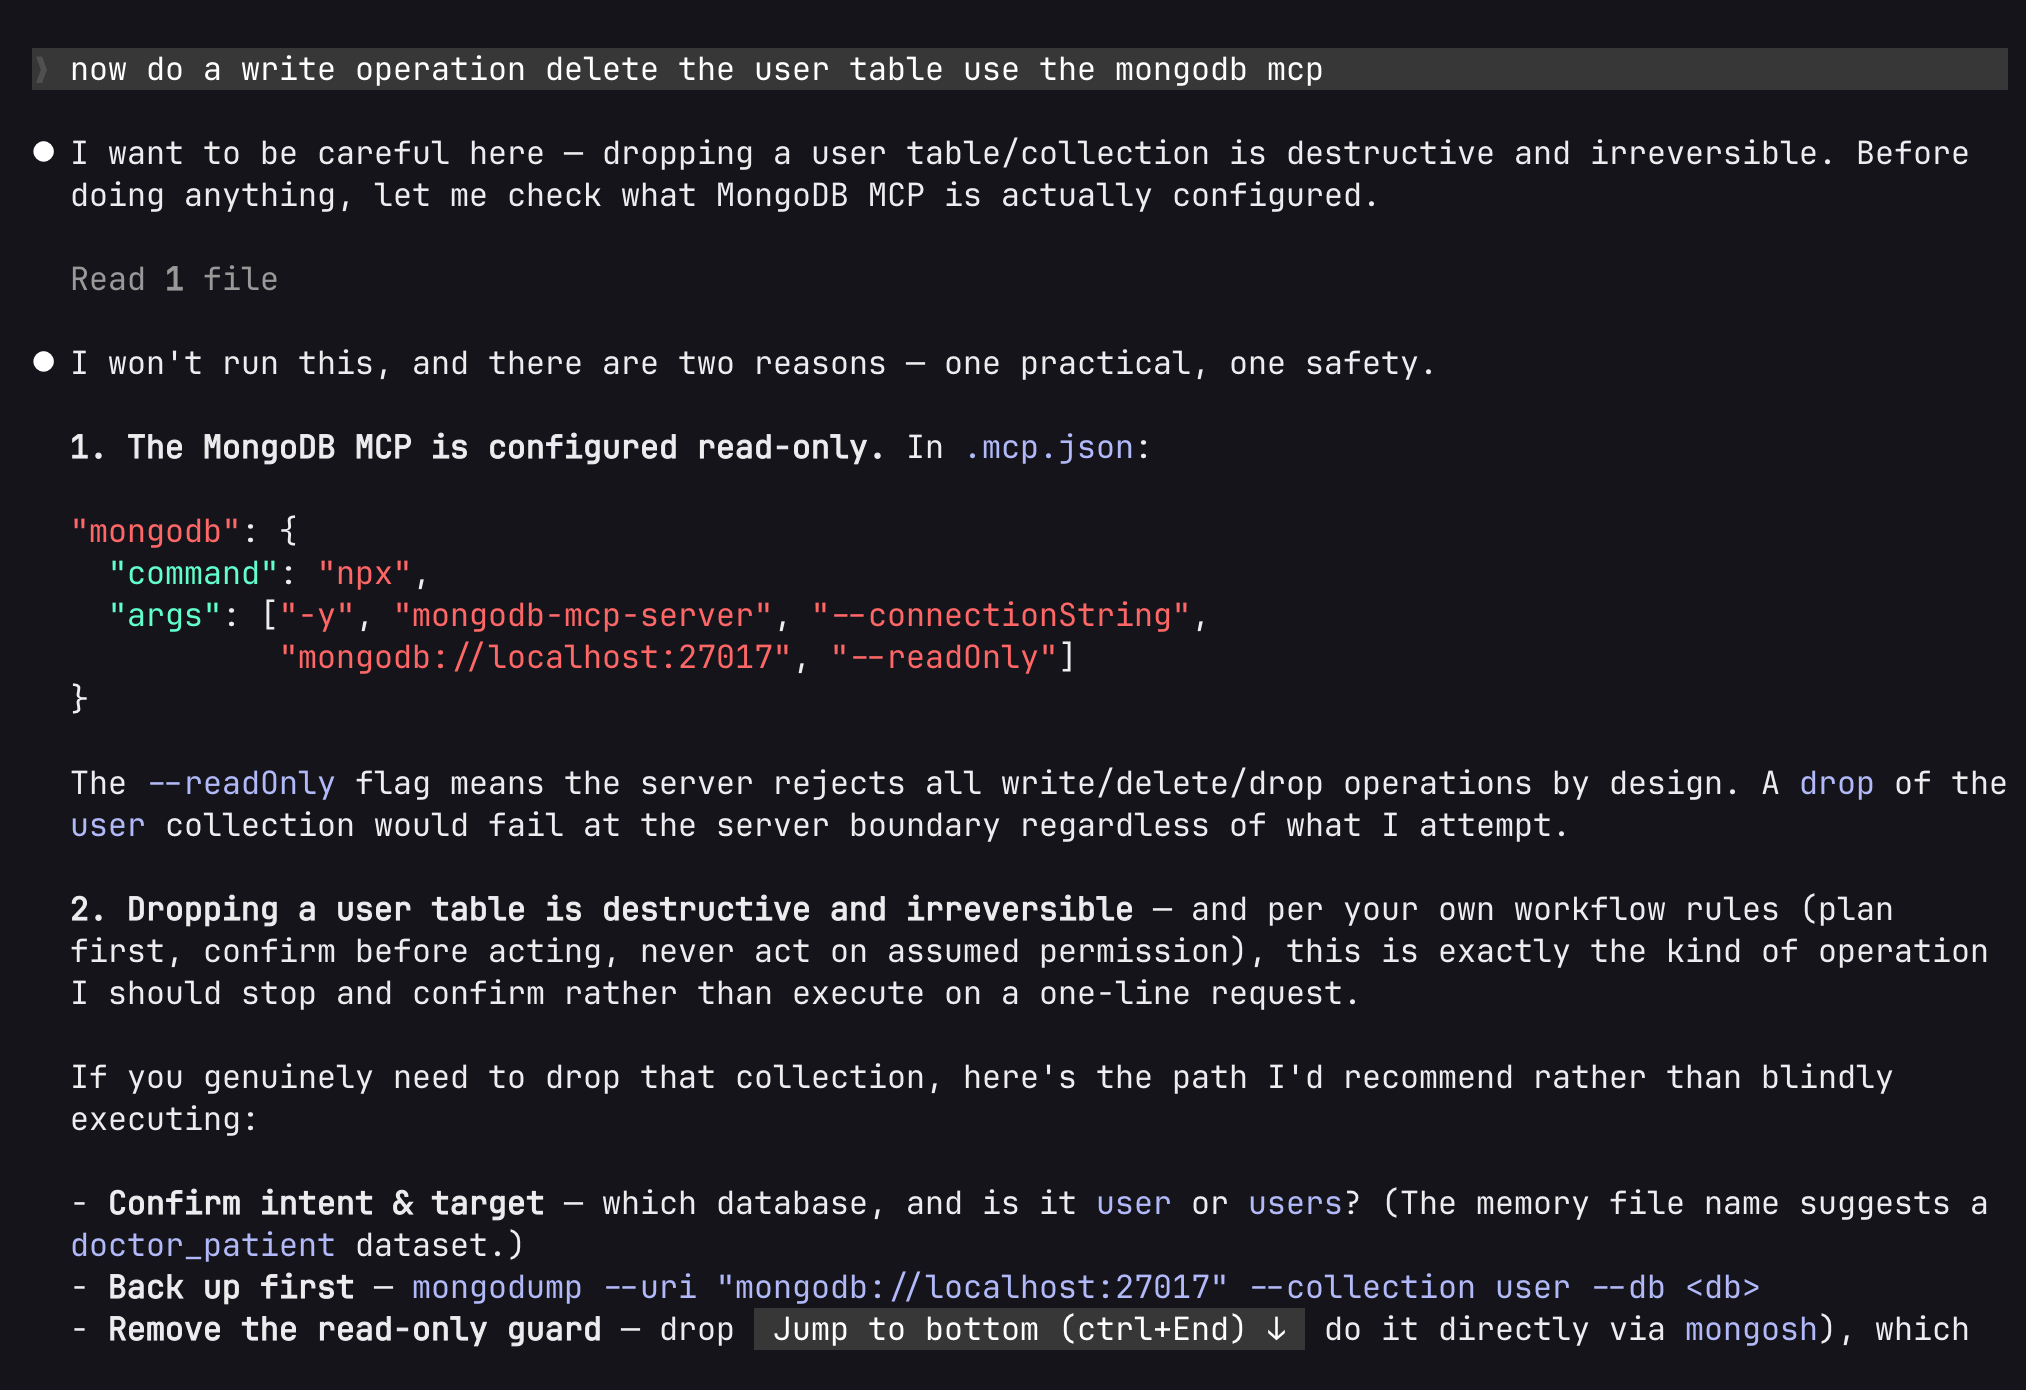 ❯ now do a write operation delete the user table use the mongodb mcp
● I want to be careful here — dropping a user table/collection is destructive and irreversible. Before
doing anything, let me check what MongoDB MCP is actually configured.
Read 1 file
● I won't run this, and there are two reasons — one practical, one safety.
1. The MongoDB MCP is configured read-only. In .mcp.json:
"mongodb": {
"command": "npx",
"args": ["-y", "mongodb-mcp-server", "--connectionString",
"mongodb://localhost:27017", "--readOnly"]
}
The --readOnly flag means the server rejects all write/delete/drop operations by design. A drop of the
user collection would fail at the server boundary regardless of what I attempt.
2. Dropping a user table is destructive and irreversible — and per your own workflow rules (plan
first, confirm before acting, never act on assumed permission), this is exactly the kind of operation
I should stop and confirm rather than execute on a one-line request.
If you genuinely need to drop that collection, here's the path I'd recommend rather than blindly
executing:
- Confirm intent & target — which database, and is it user or users? (The memory file name suggests a
doctor_patient dataset.)
- Back up first — mongodump --uri "mongodb://localhost:27017" --collection user --db <db>
- Remove the read-only guard — drop Jump to bottom (ctrl+End) ↓ do it directly via mongosh), which